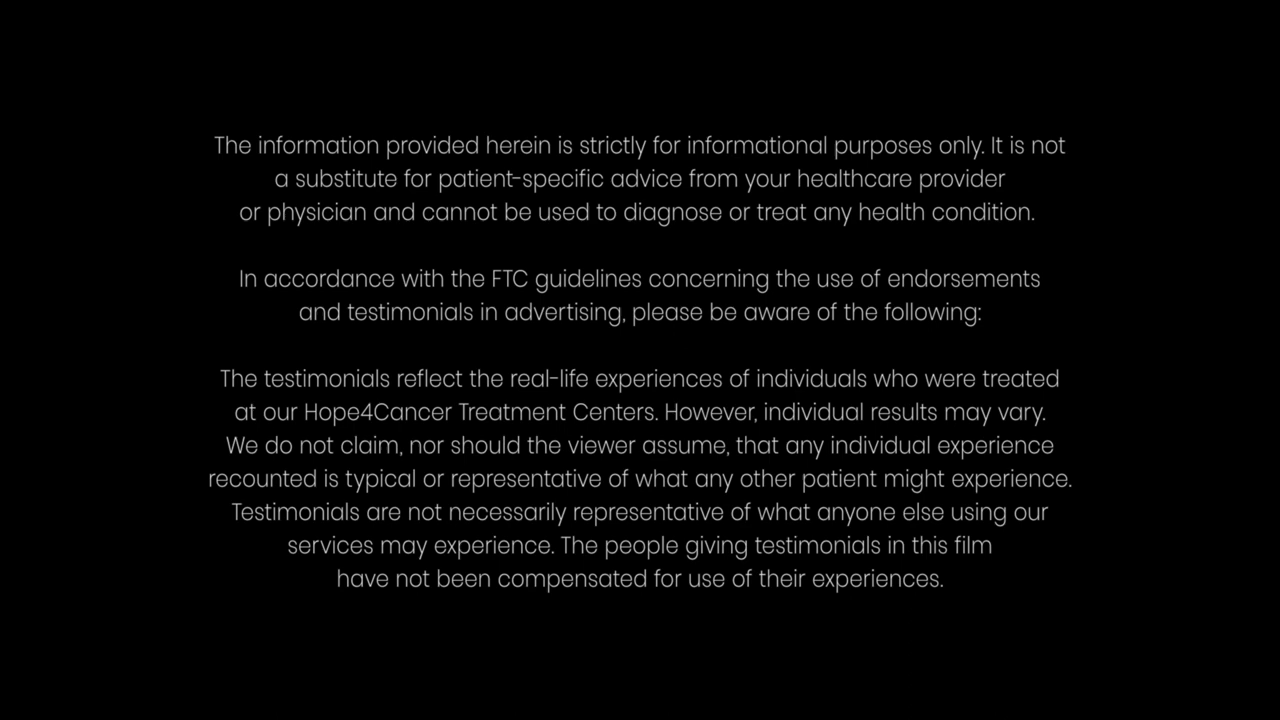 The information provided herein is strictly for informational purposes only. It is not
a substitute for patient-specific advice from your healthcare provider
or physician and cannot be used to diagnose or treat any health condition.
In accordance with the FTC guidelines concerning the use of endorsements
and testimonials in advertising, please be aware of the following:
The testimonials reflect the real-life experiences of individuals who were treated
at our Hope4Cancer Treatment Centers. However, individual results may vary.
We do not claim, nor should the viewer assume, that any individual experience
recounted is typical or representative of what any other patient might experience.
Testimonials are not necessarily representative of what anyone else using our
services may experience. The people giving testimonials in this film
have not been compensated for use of their experiences.